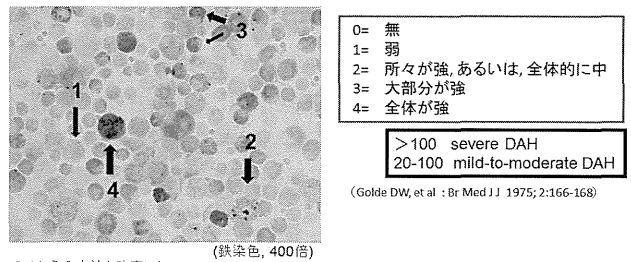 1
2
3
4
(鉄染色, 400倍)
0= 無
1= 弱
2= 所々が強, あるいは, 全体的に中
3= 大部分が強
4= 全体が強
＞100 severe DAH
20-100 mild-to-moderate DAH
(Golde DW, et al : Br Med J J 1975; 2:166-168)